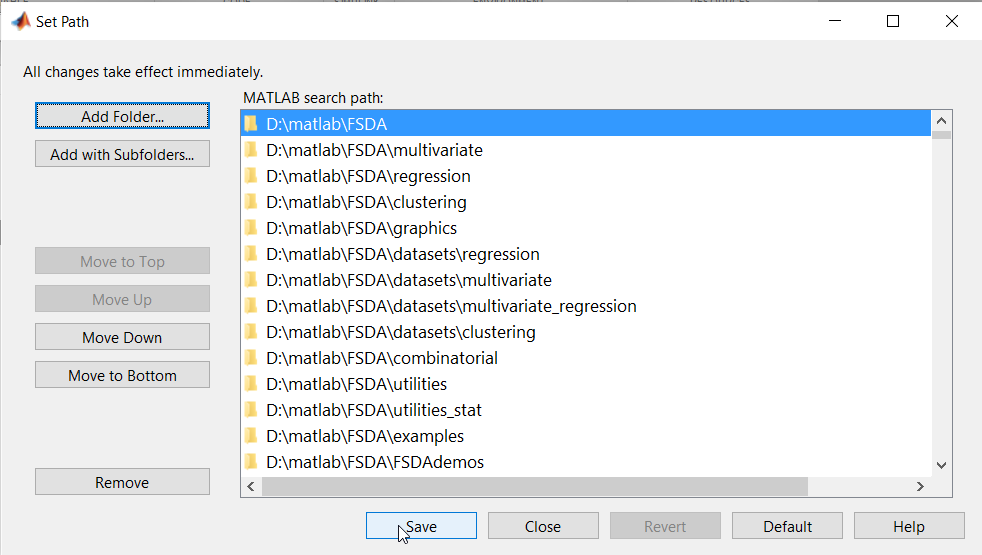 Set Path
All changes take effect immediately.
MATLAB search path:
Add Folder...
Add with Subfolders...
Move to Top
Move Up
Move Down
Move to Bottom
Remove
D:\matlab\FSDA
D:\matlab\FSDA\multivariate
D:\matlab\FSDA\regression
D:\matlab\FSDA\clustering
D:\matlab\FSDA\graphics
D:\matlab\FSDA\datasets\regression
D:\matlab\FSDA\datasets\multivariate
D:\matlab\FSDA\datasets\multivariate_regression
D:\matlab\FSDA\datasets\clustering
D:\matlab\FSDA\combinatorial
D:\matlab\FSDA\utilities
D:\matlab\FSDA\utilities_stat
D:\matlab\FSDA\examples
D:\matlab\FSDA\FSDAdemos
Save Close Revert Default Help